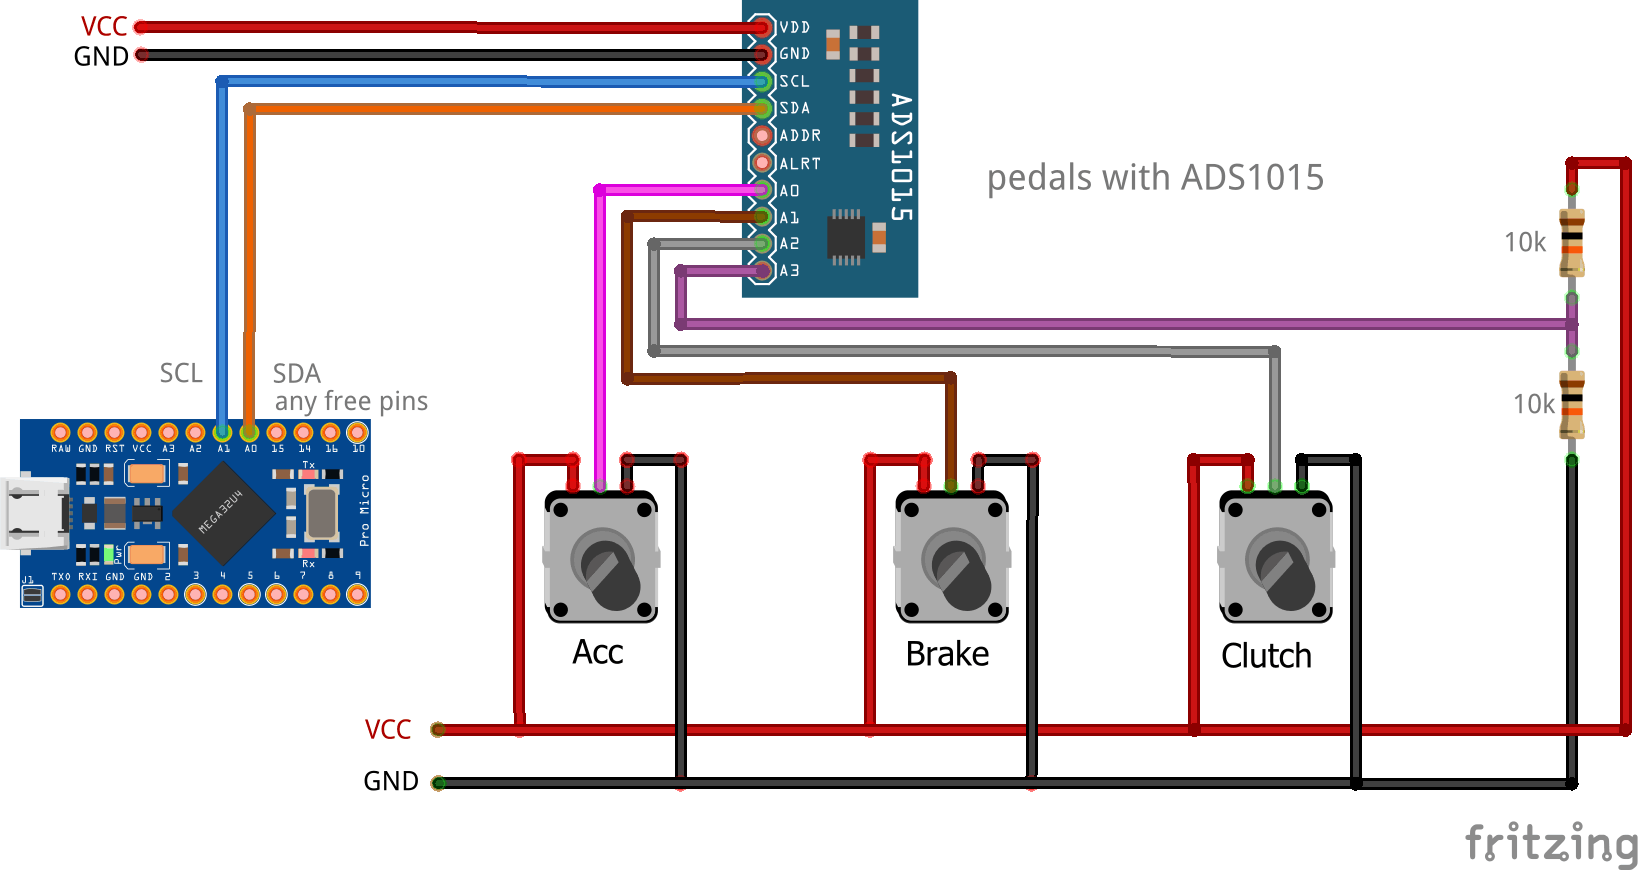 VCC
GND
VDD
GND
SCL
SDA
ADDR
ALRT
A0
A1
A2
A3
ADS1015
pedals with ADS1015
10k
10k
SCL
SDA
any free pins
RAW GND RST VCC A3 A2 A1 A0 15 14 16 10
Tx
MEGA32U4
Pro Micro
Pwr
Rx
J1
TXO RXI GND GND 2 3 4 5 6 7 8 9
Acc
Brake
Clutch
VCC
GND
fritzing